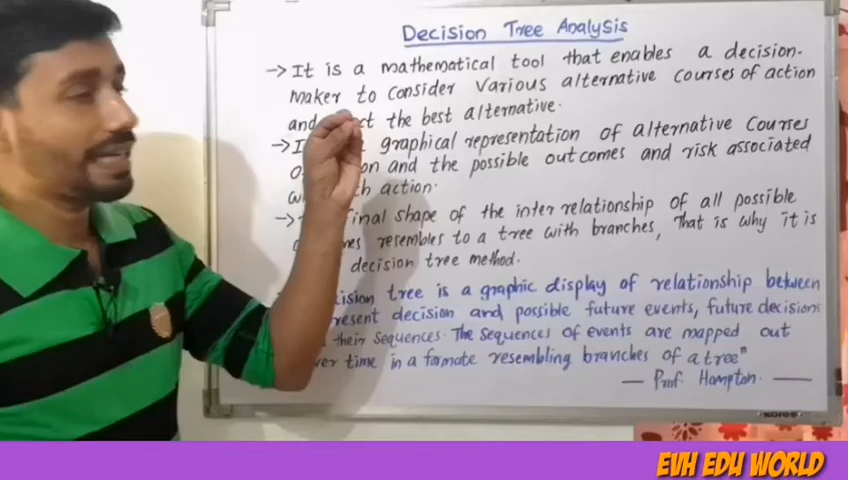 Decision Tree Analysis
→ It is a mathematical tool that enables a decision-
maker to consider various alternative courses of action
and the best alternative.
→ graphical representation of alternative courses
and the possible outcomes and risk associated
action.
→ final shape of the inter relationship of all possible
resembles to a tree with branches, That is why it is
decision tree method.
tree is a graphic display of relationship between
decision and possible future events, future decisions
their sequences. The sequences of events are mapped out
time in a formate resembling branches of a tree"
— Prof. Hampton. —
EVH EDU WORLD